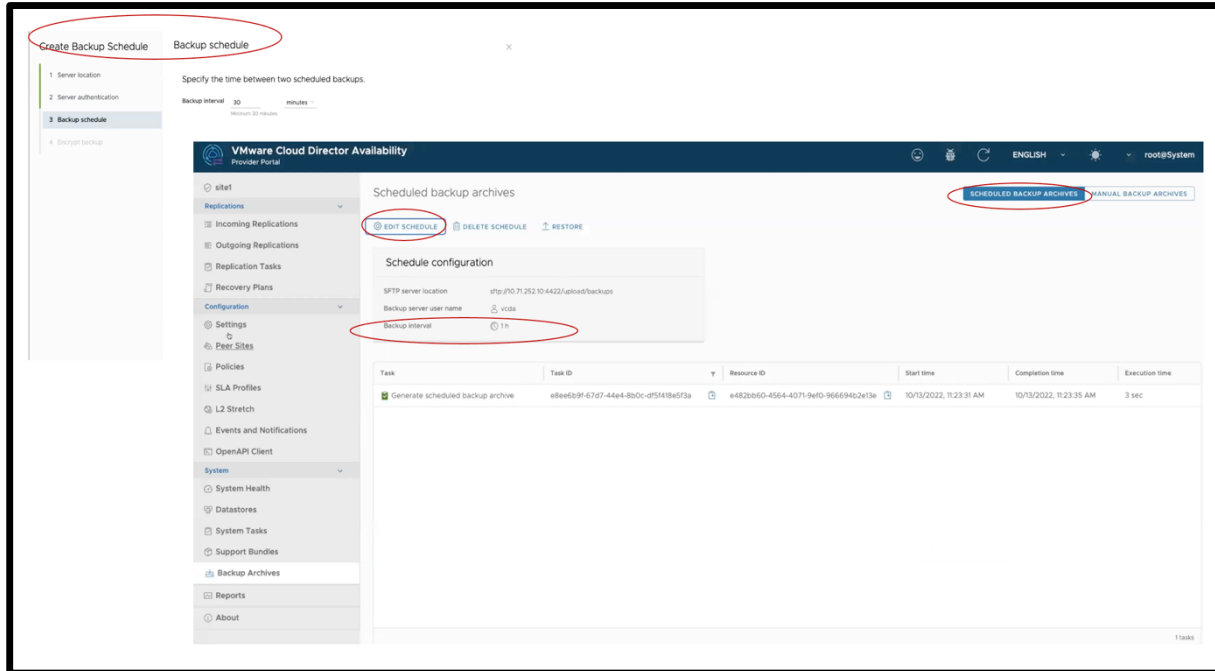 Create Backup Schedule
Backup schedule
1 Server location
2 Server authentication
3 Backup schedule
4 Encrypt backup
Specify the time between two scheduled backups.
Backup interval 30 minutes
Minimum 30 minutes
VMware Cloud Director Availability
Provider Portal
ENGLISH
root@System
site1
Replications
Incoming Replications
Outgoing Replications
Replication Tasks
Recovery Plans
Configuration
Settings
Peer Sites
Policies
SLA Profiles
L2 Stretch
Events and Notifications
OpenAPI Client
System
System Health
Datastores
System Tasks
Support Bundles
Backup Archives
Reports
About
Scheduled backup archives
SCHEDULED BACKUP ARCHIVES MANUAL BACKUP ARCHIVES
EDIT SCHEDULE DELETE SCHEDULE RESTORE
Schedule configuration
SFTP server location sftp://10.71.252.10:4422/upload/backups
Backup server user name vcda
Backup interval 1 h
Task Task ID Resource ID Start time Completion time Execution time
Generate scheduled backup archive e8ee6b9f-67d7-44e4-8b0c-df5f418e5f3a e482bb60-4564-4071-9ef0-966694b2e13e 10/13/2022, 11:23:31 AM 10/13/2022, 11:23:35 AM 3 sec
1 tasks